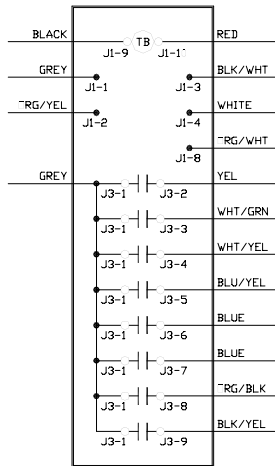 BLACK TB RED
J1-9 J1-1
GREY BLK/WHT
J1-1 J1-3
RG/YEL WHITE
J1-2 J1-4
RG/WHT
J1-8
GREY YEL
J3-1 J3-2
WHT/GRN
J3-1 J3-3
WHT/YEL
J3-1 J3-4
BLU/YEL
J3-1 J3-5
BLUE
J3-1 J3-6
BLUE
J3-1 J3-7
RG/BLK
J3-1 J3-8
BLK/YEL
J3-1 J3-9